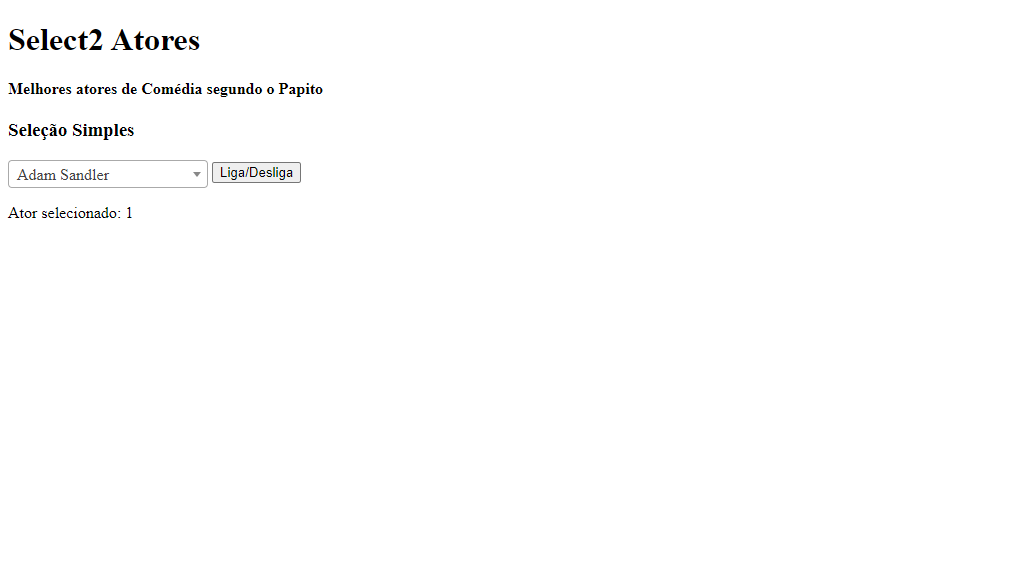 Select2 Atores
Melhores atores de Comédia segundo o Papito
Seleção Simples
Adam Sandler Liga/Desliga
Ator selecionado: 1